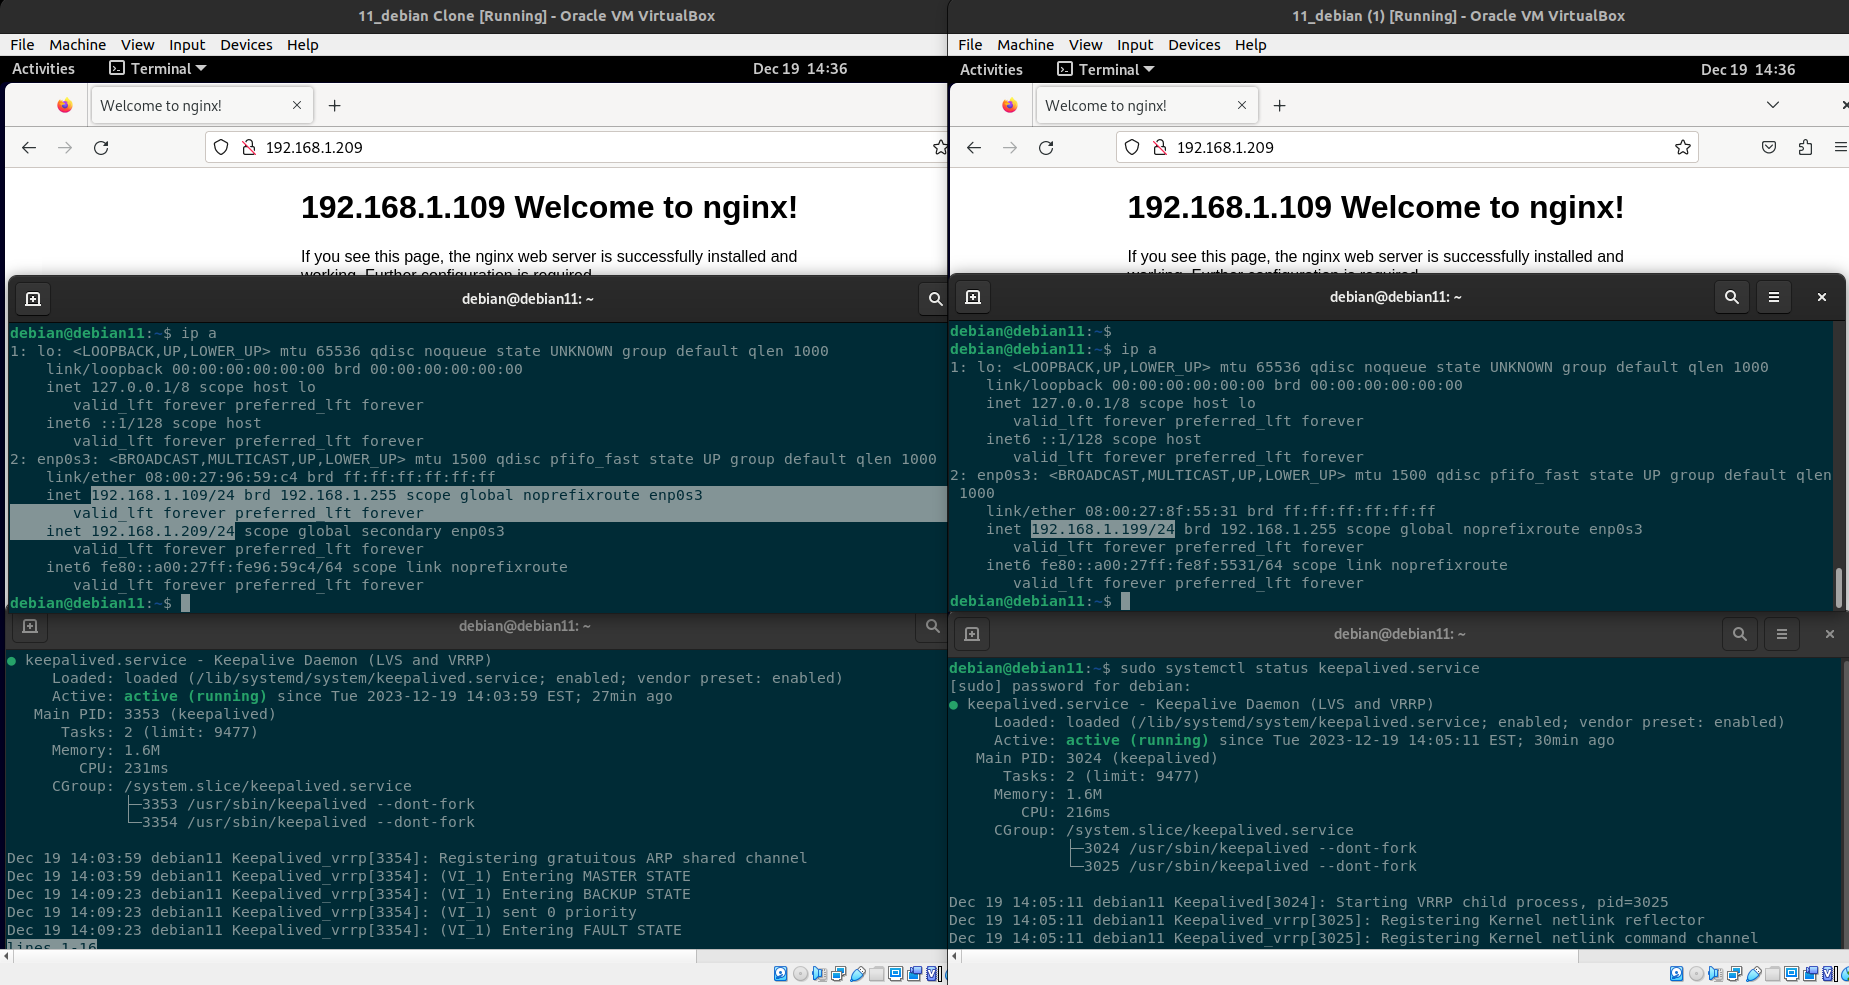 11_debian Clone [Running] - Oracle VM VirtualBox
File Machine View Input Devices Help
Activities Terminal Dec 19 14:36
Welcome to nginx!
192.168.1.209
192.168.1.109 Welcome to nginx!
If you see this page, the nginx web server is successfully installed and
working. Further configuration is required.
debian@debian11: ~
debian@debian11:~$ ip a
1: lo: <LOOPBACK,UP,LOWER_UP> mtu 65536 qdisc noqueue state UNKNOWN group default qlen 1000
link/loopback 00:00:00:00:00:00 brd 00:00:00:00:00:00
inet 127.0.0.1/8 scope host lo
valid_lft forever preferred_lft forever
inet6 ::1/128 scope host
valid_lft forever preferred_lft forever
2: enp0s3: <BROADCAST,MULTICAST,UP,LOWER_UP> mtu 1500 qdisc pfifo_fast state UP group default qlen 1000
link/ether 08:00:27:96:59:c4 brd ff:ff:ff:ff:ff:ff
inet 192.168.1.109/24 brd 192.168.1.255 scope global noprefixroute enp0s3
valid_lft forever preferred_lft forever
inet 192.168.1.209/24 scope global secondary enp0s3
valid_lft forever preferred_lft forever
inet6 fe80::a00:27ff:fe96:59c4/64 scope link noprefixroute
valid_lft forever preferred_lft forever
debian@debian11:~$
debian@debian11: ~
● keepalived.service - Keepalive Daemon (LVS and VRRP)
Loaded: loaded (/lib/systemd/system/keepalived.service; enabled; vendor preset: enabled)
Active: active (running) since Tue 2023-12-19 14:03:59 EST; 27min ago
Main PID: 3353 (keepalived)
Tasks: 2 (limit: 9477)
Memory: 1.6M
CPU: 231ms
CGroup: /system.slice/keepalived.service
├─3353 /usr/sbin/keepalived --dont-fork
└─3354 /usr/sbin/keepalived --dont-fork
Dec 19 14:03:59 debian11 Keepalived_vrrp[3354]: Registering gratuitous ARP shared channel
Dec 19 14:03:59 debian11 Keepalived_vrrp[3354]: (VI_1) Entering MASTER STATE
Dec 19 14:09:23 debian11 Keepalived_vrrp[3354]: (VI_1) Entering BACKUP STATE
Dec 19 14:09:23 debian11 Keepalived_vrrp[3354]: (VI_1) sent 0 priority
Dec 19 14:09:23 debian11 Keepalived_vrrp[3354]: (VI_1) Entering FAULT STATE
lines 1-16
11_debian (1) [Running] - Oracle VM VirtualBox
File Machine View Input Devices Help
Activities Terminal Dec 19 14:36
Welcome to nginx!
192.168.1.209
192.168.1.109 Welcome to nginx!
If you see this page, the nginx web server is successfully installed and
working. Further configuration is required.
debian@debian11: ~
debian@debian11:~$
debian@debian11:~$ ip a
1: lo: <LOOPBACK,UP,LOWER_UP> mtu 65536 qdisc noqueue state UNKNOWN group default qlen 1000
link/loopback 00:00:00:00:00:00 brd 00:00:00:00:00:00
inet 127.0.0.1/8 scope host lo
valid_lft forever preferred_lft forever
inet6 ::1/128 scope host
valid_lft forever preferred_lft forever
2: enp0s3: <BROADCAST,MULTICAST,UP,LOWER_UP> mtu 1500 qdisc pfifo_fast state UP group default qlen
1000
link/ether 08:00:27:8f:55:31 brd ff:ff:ff:ff:ff:ff
inet 192.168.1.199/24 brd 192.168.1.255 scope global noprefixroute enp0s3
valid_lft forever preferred_lft forever
inet6 fe80::a00:27ff:fe8f:5531/64 scope link noprefixroute
valid_lft forever preferred_lft forever
debian@debian11:~$
debian@debian11: ~
debian@debian11:~$ sudo systemctl status keepalived.service
[sudo] password for debian:
● keepalived.service - Keepalive Daemon (LVS and VRRP)
Loaded: loaded (/lib/systemd/system/keepalived.service; enabled; vendor preset: enabled)
Active: active (running) since Tue 2023-12-19 14:05:11 EST; 30min ago
Main PID: 3024 (keepalived)
Tasks: 2 (limit: 9477)
Memory: 1.6M
CPU: 216ms
CGroup: /system.slice/keepalived.service
├─3024 /usr/sbin/keepalived --dont-fork
└─3025 /usr/sbin/keepalived --dont-fork
Dec 19 14:05:11 debian11 Keepalived[3024]: Starting VRRP child process, pid=3025
Dec 19 14:05:11 debian11 Keepalived_vrrp[3025]: Registering Kernel netlink reflector
Dec 19 14:05:11 debian11 Keepalived_vrrp[3025]: Registering Kernel netlink command channel